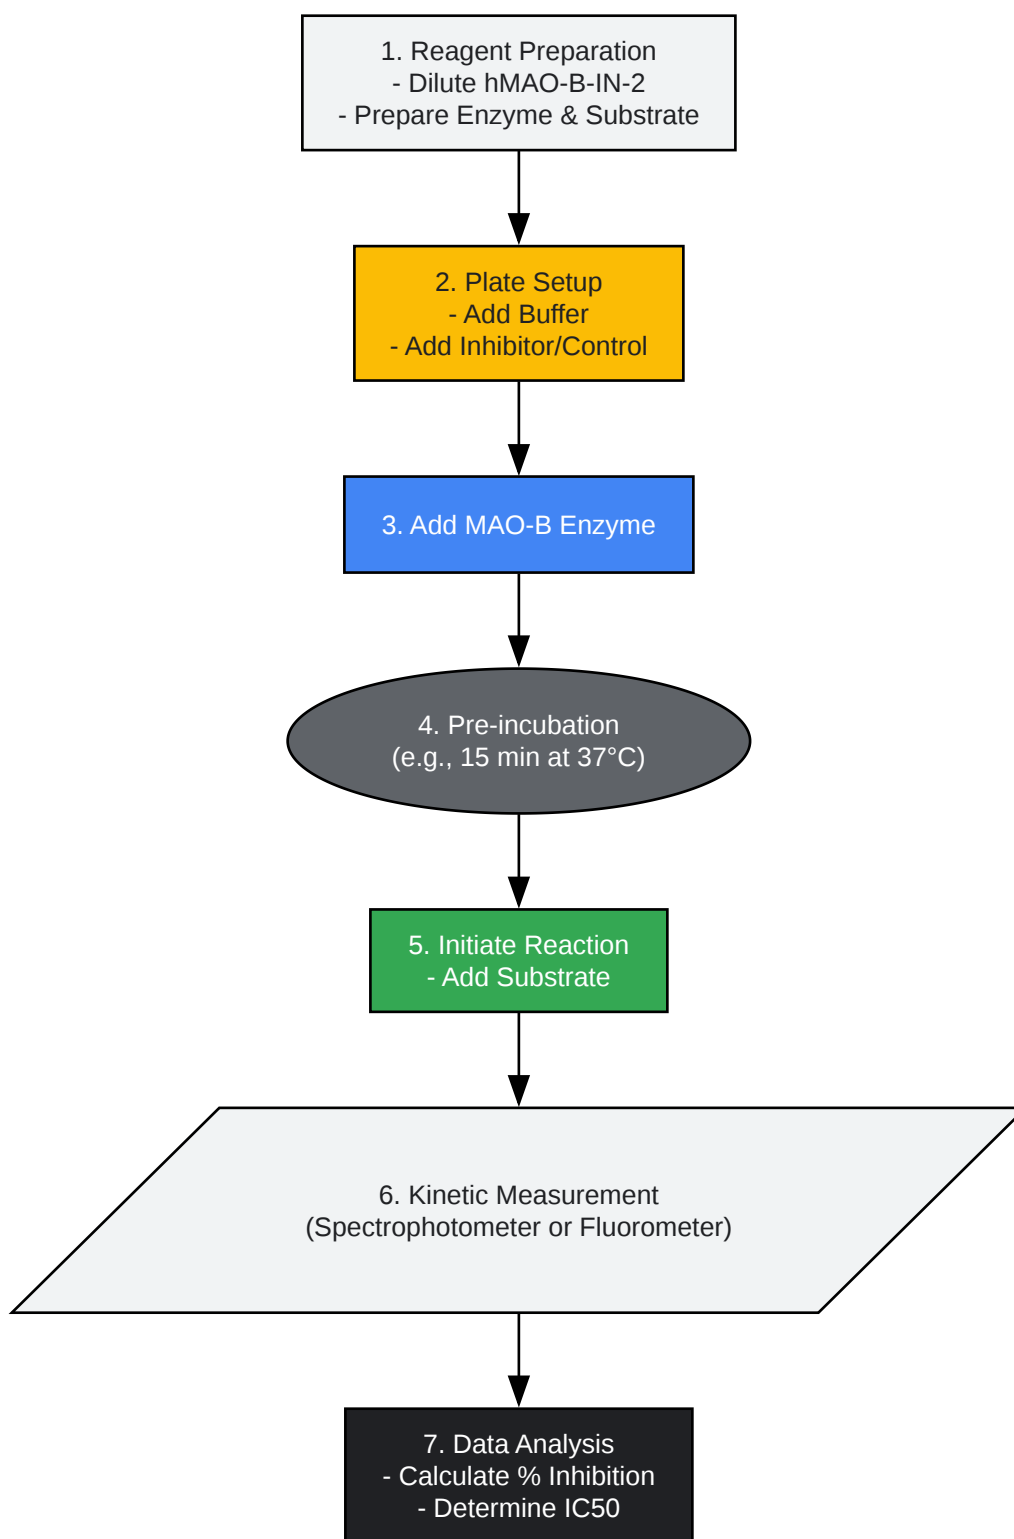 1. Reagent Preparation
- Dilute hMAO-B-IN-2
- Prepare Enzyme & Substrate
2. Plate Setup
- Add Buffer
- Add Inhibitor/Control
3. Add MAO-B Enzyme
4. Pre-incubation
(e.g., 15 min at 37°C)
5. Initiate Reaction
- Add Substrate
6. Kinetic Measurement
(Spectrophotometer or Fluorometer)
7. Data Analysis
- Calculate % Inhibition
- Determine IC50